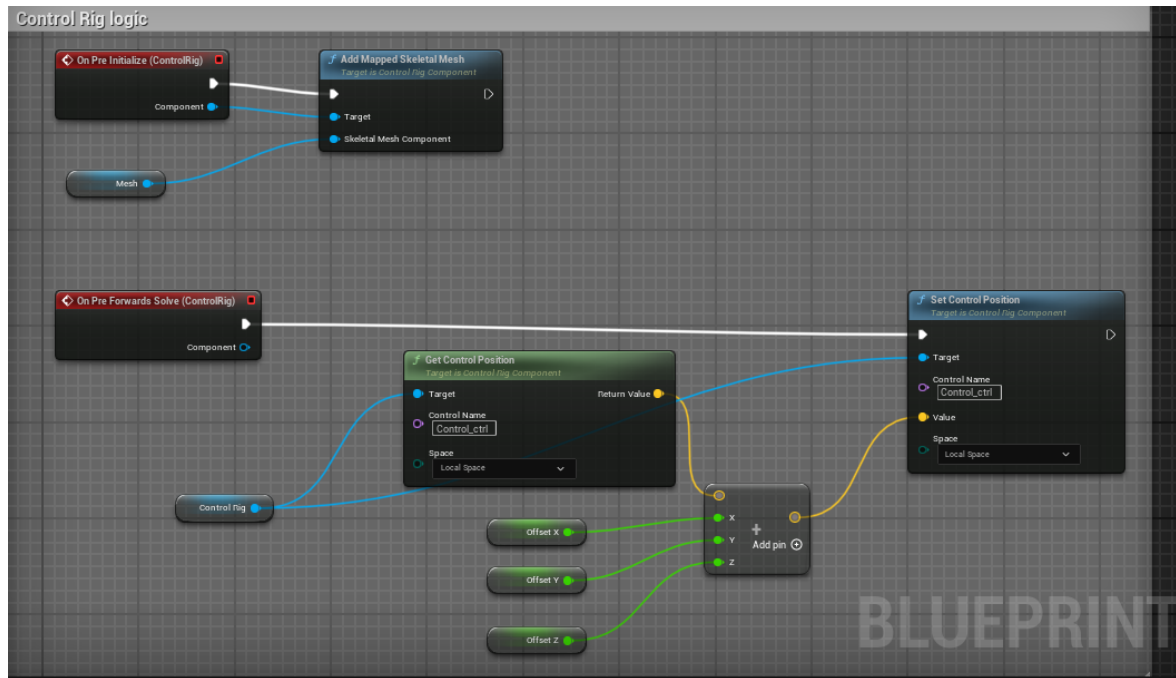 Control Rig logic
On Pre Initialize (ControlRig)
Component
Add Mapped Skeletal Mesh
Target is Control Rig Component
Target
Skeletal Mesh Component
Mesh
On Pre Forwards Solve (ControlRig)
Component
Get Control Position
Target is Control Rig Component
Target
Return Value
Control Name
Control_ctrl
Space
Local Space
Control Rig
Offset X
Offset Y
Offset Z
X
Y
Z
Add pin
Set Control Position
Target is Control Rig Component
Target
Control Name
Control_ctrl
Value
Space
Local Space
BLUEPRINT